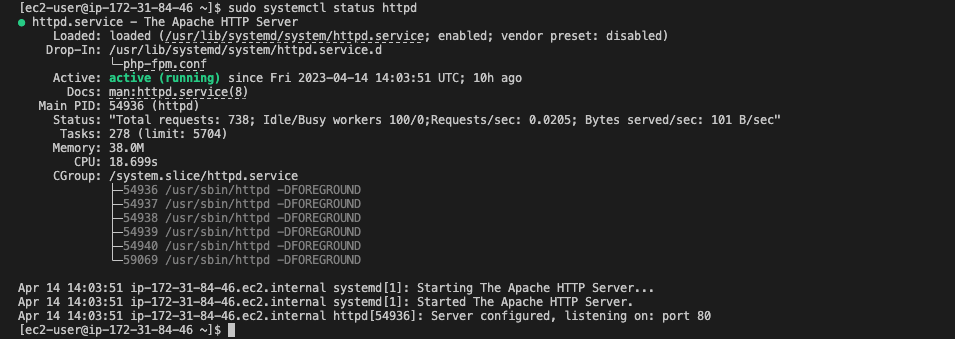 [ec2-user@ip-172-31-84-46 ~]$ sudo systemctl status httpd
● httpd.service - The Apache HTTP Server
     Loaded: loaded (/usr/lib/systemd/system/httpd.service; enabled; vendor preset: disabled)
    Drop-In: /usr/lib/systemd/system/httpd.service.d
             └─php-fpm.conf
     Active: active (running) since Fri 2023-04-14 14:03:51 UTC; 10h ago
       Docs: man:httpd.service(8)
   Main PID: 54936 (httpd)
     Status: "Total requests: 738; Idle/Busy workers 100/0;Requests/sec: 0.0205; Bytes served/sec: 101 B/sec"
      Tasks: 278 (limit: 5704)
     Memory: 38.0M
        CPU: 18.699s
     CGroup: /system.slice/httpd.service
             ├─54936 /usr/sbin/httpd -DFOREGROUND
             ├─54937 /usr/sbin/httpd -DFOREGROUND
             ├─54938 /usr/sbin/httpd -DFOREGROUND
             ├─54939 /usr/sbin/httpd -DFOREGROUND
             ├─54940 /usr/sbin/httpd -DFOREGROUND
             └─59069 /usr/sbin/httpd -DFOREGROUND

Apr 14 14:03:51 ip-172-31-84-46.ec2.internal systemd[1]: Starting The Apache HTTP Server...
Apr 14 14:03:51 ip-172-31-84-46.ec2.internal systemd[1]: Started The Apache HTTP Server.
Apr 14 14:03:51 ip-172-31-84-46.ec2.internal httpd[54936]: Server configured, listening on: port 80
[ec2-user@ip-172-31-84-46 ~]$